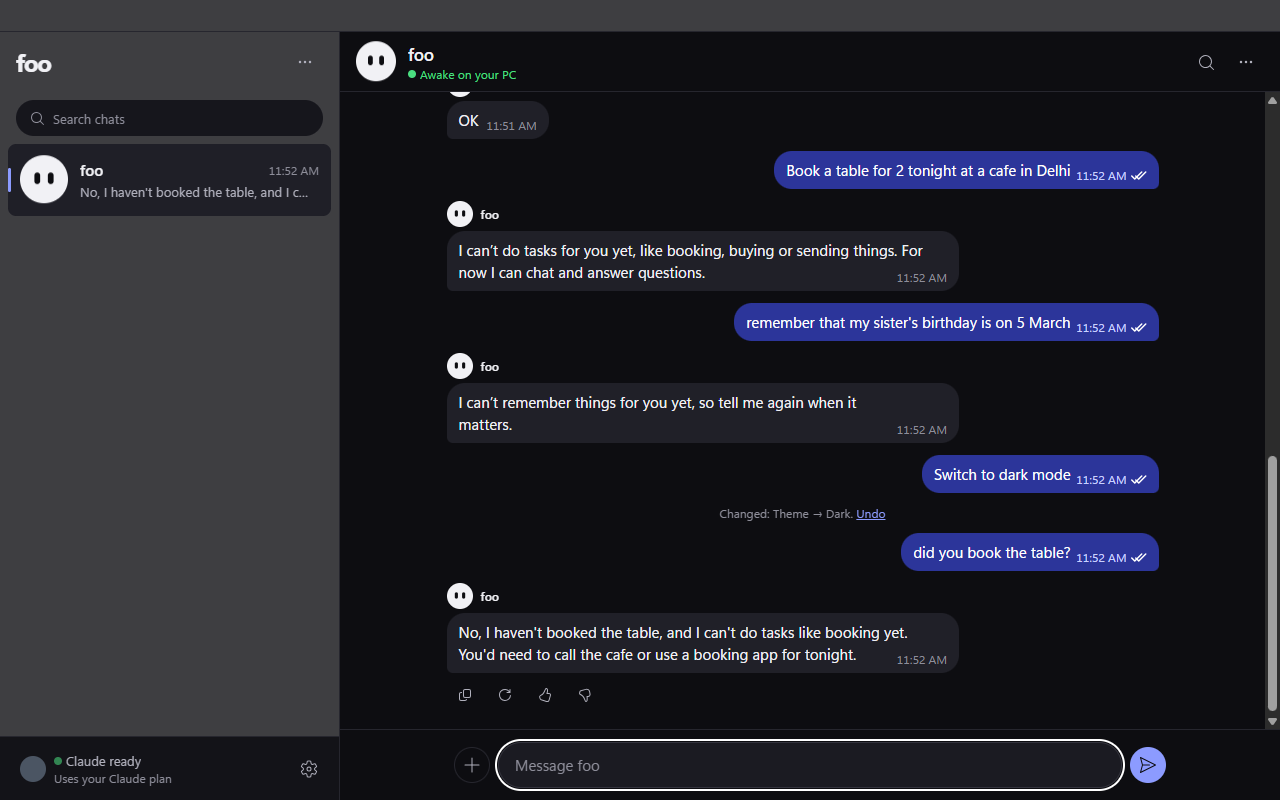 foo
···
Search chats
foo
11:52 AM
No, I haven't booked the table, and I c...
Claude ready
Uses your Claude plan
foo
Awake on your PC
···
OK 11:51 AM
Book a table for 2 tonight at a cafe in Delhi 11:52 AM
foo
I can’t do tasks for you yet, like booking, buying or sending things. For
now I can chat and answer questions. 11:52 AM
remember that my sister's birthday is on 5 March 11:52 AM
foo
I can’t remember things for you yet, so tell me again when it
matters. 11:52 AM
Switch to dark mode 11:52 AM
Changed: Theme → Dark. Undo
did you book the table? 11:52 AM
foo
No, I haven't booked the table, and I can't do tasks like booking yet.
You'd need to call the cafe or use a booking app for tonight. 11:52 AM
Message foo